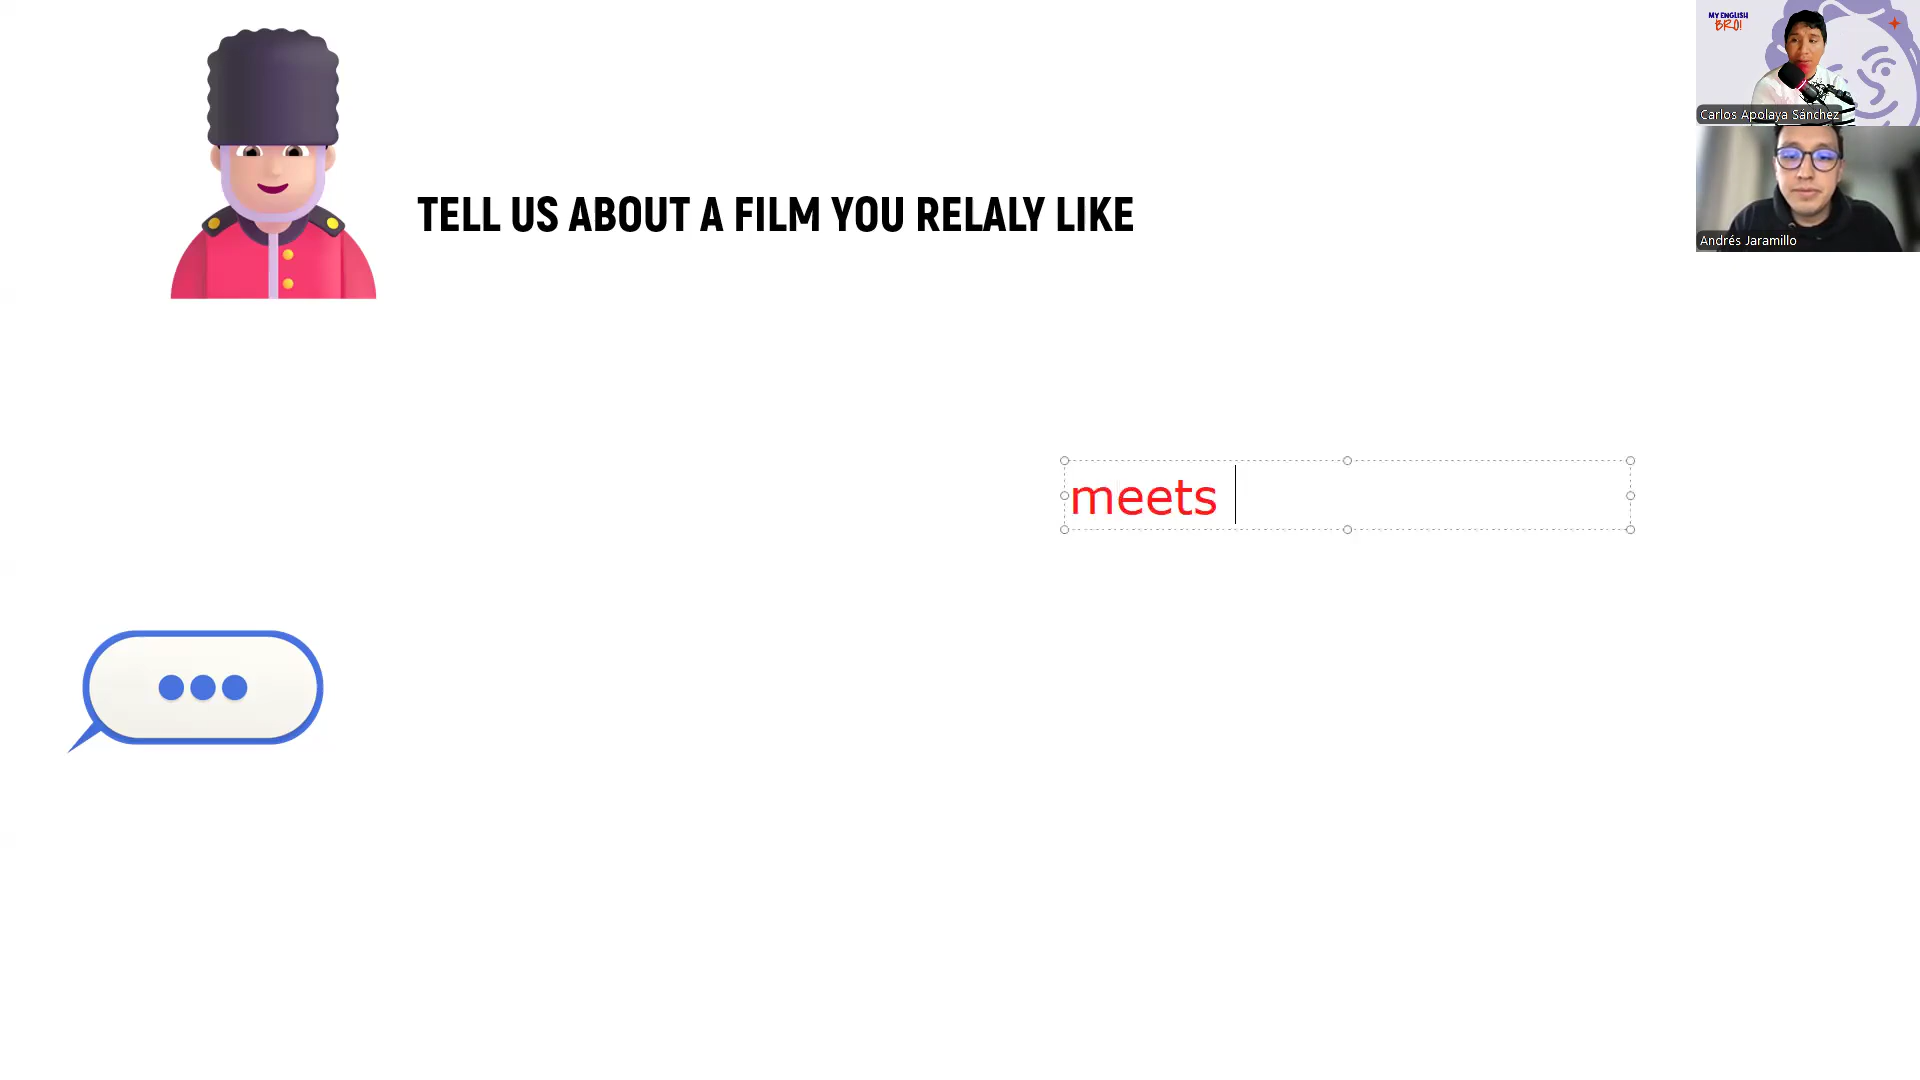 MY ENGLISH
BRO!
Carlos Apolaya Sánchez
TELL US ABOUT A FILM YOU RELALY LIKE
Andrés Jaramillo
meets